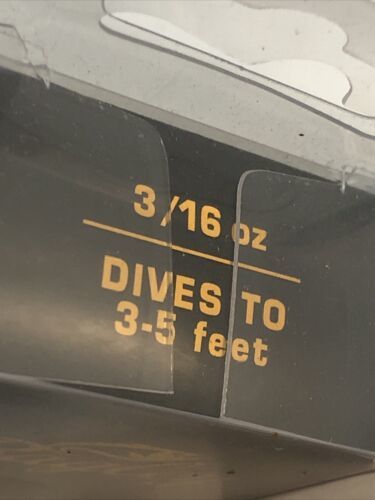 3/16 oz
DIVES TO
3-5 feet